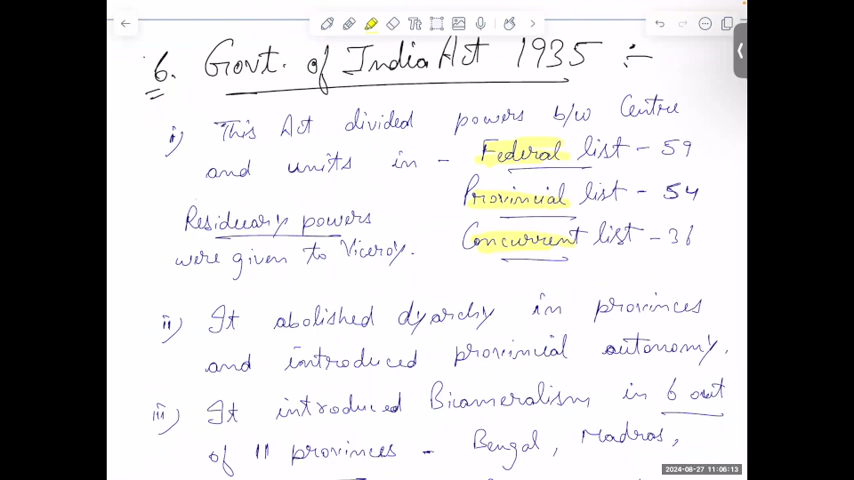 6. Govt. of India Act 1935 :-
i) This Act divided powers b/w Centre
and units in - Federal list - 59
Provincial list - 54
Residuary powers
were given to Viceroy.
Concurrent list - 36
ii) It abolished dyarchy in provinces
and introduced provincial autonomy.
iii) It introduced Bicameralism in 6 out
of 11 provinces - Bengal, Madras,
2024-08-27 11:06:13